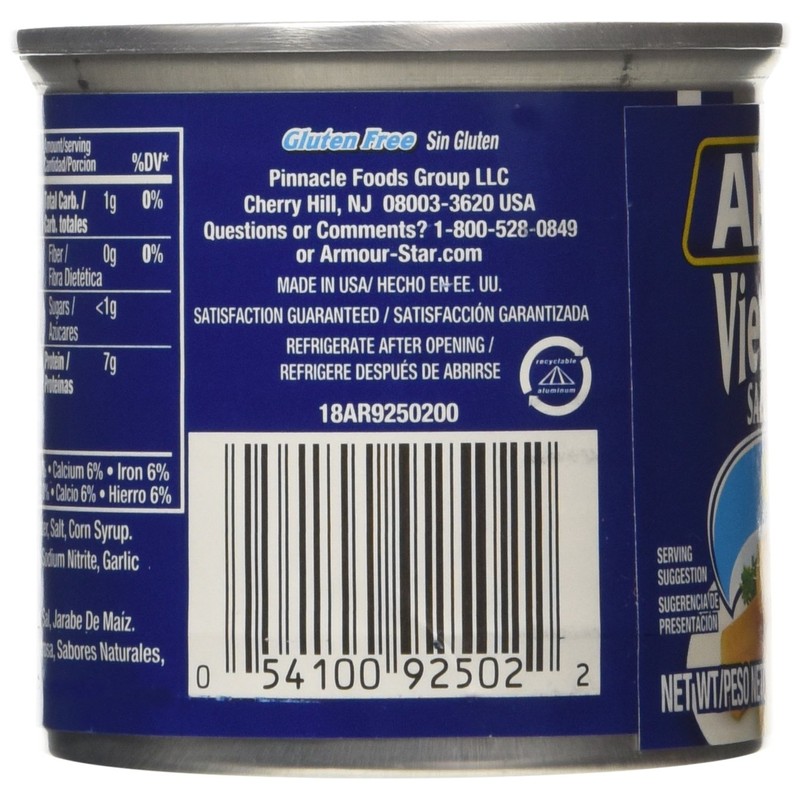 Amount/serving
Cantidad/Porcion %DV*
Total Carb. / 1g 0%
Carb. totales
Fiber / 0g 0%
Fibra Dietética
Sugars / <1g
Azúcares
Protein / 7g
Proteínas
• Calcium 6% • Iron 6%
• Calcio 6% • Hierro 6%
Salt, Corn Syrup.
Sodium Nitrite, Garlic
Sal, Jarabe De Maíz.
Sabores Naturales,
Gluten Free Sin Gluten
Pinnacle Foods Group LLC
Cherry Hill, NJ 08003-3620 USA
Questions or Comments? 1-800-528-0849
or Armour-Star.com
MADE IN USA/ HECHO EN EE. UU.
SATISFACTION GUARANTEED / SATISFACCIÓN GARANTIZADA
REFRIGERATE AFTER OPENING /
REFRIGERE DESPUÉS DE ABRIRSE
recyclable
aluminum
18AR9250200
0 54100 92502 2
SERVING
SUGGESTION
SUGERENCIA DE
PRESENTACIÓN
NET WT/PESO